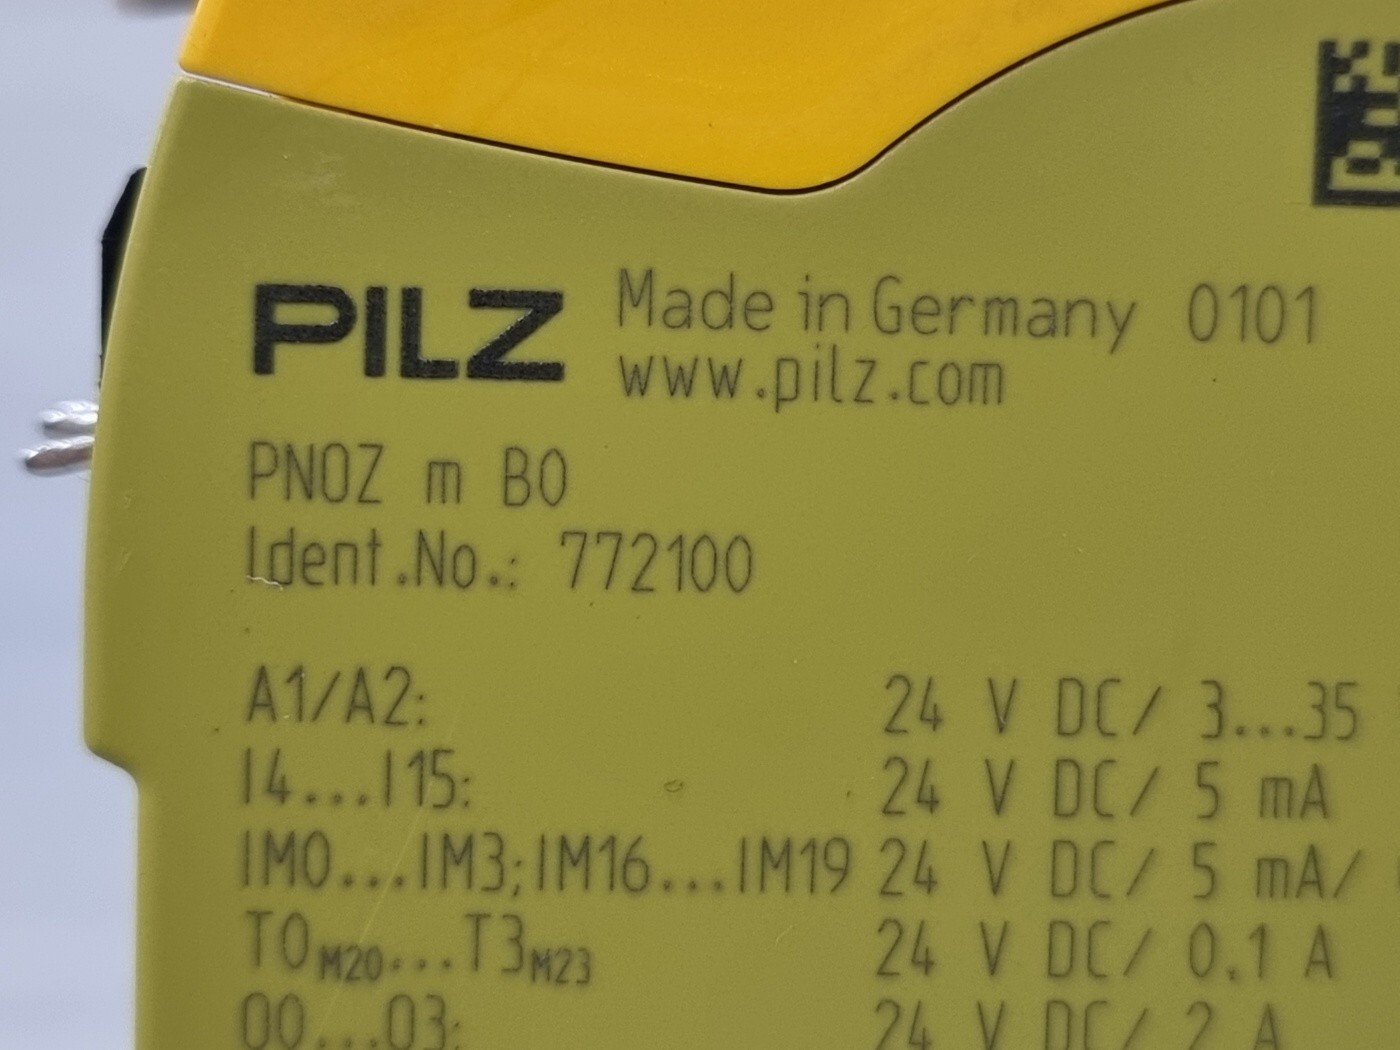 PILZ Made in Germany 0101
www.pilz.com
PNOZ m B0
Ident.No.: 772100
A1/A2: 24 V DC/ 3...35
I4...I15: 24 V DC/ 5 mA
IM0...IM3;IM16...IM19 24 V DC/ 5 mA/
T0M20...T3M23 24 V DC/ 0.1 A
O0...O3: 24 V DC/ 2 A